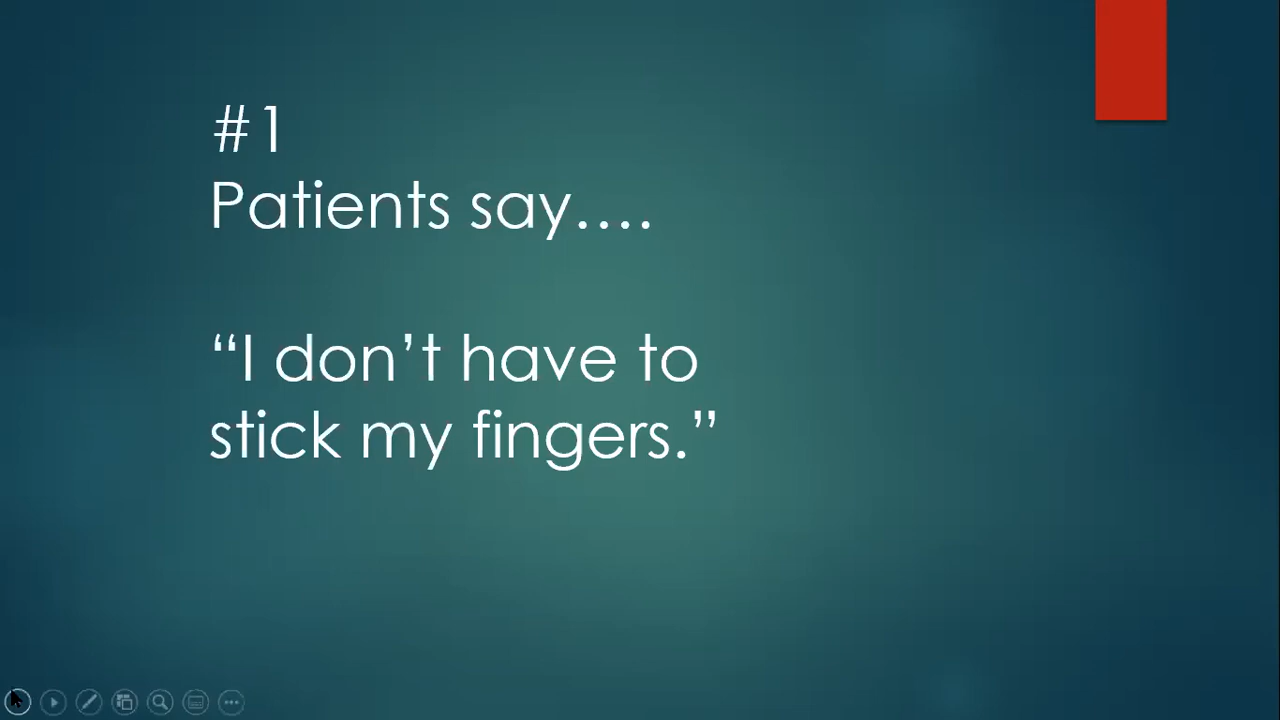 #1
Patients say....
“I don’t have to
stick my fingers.”